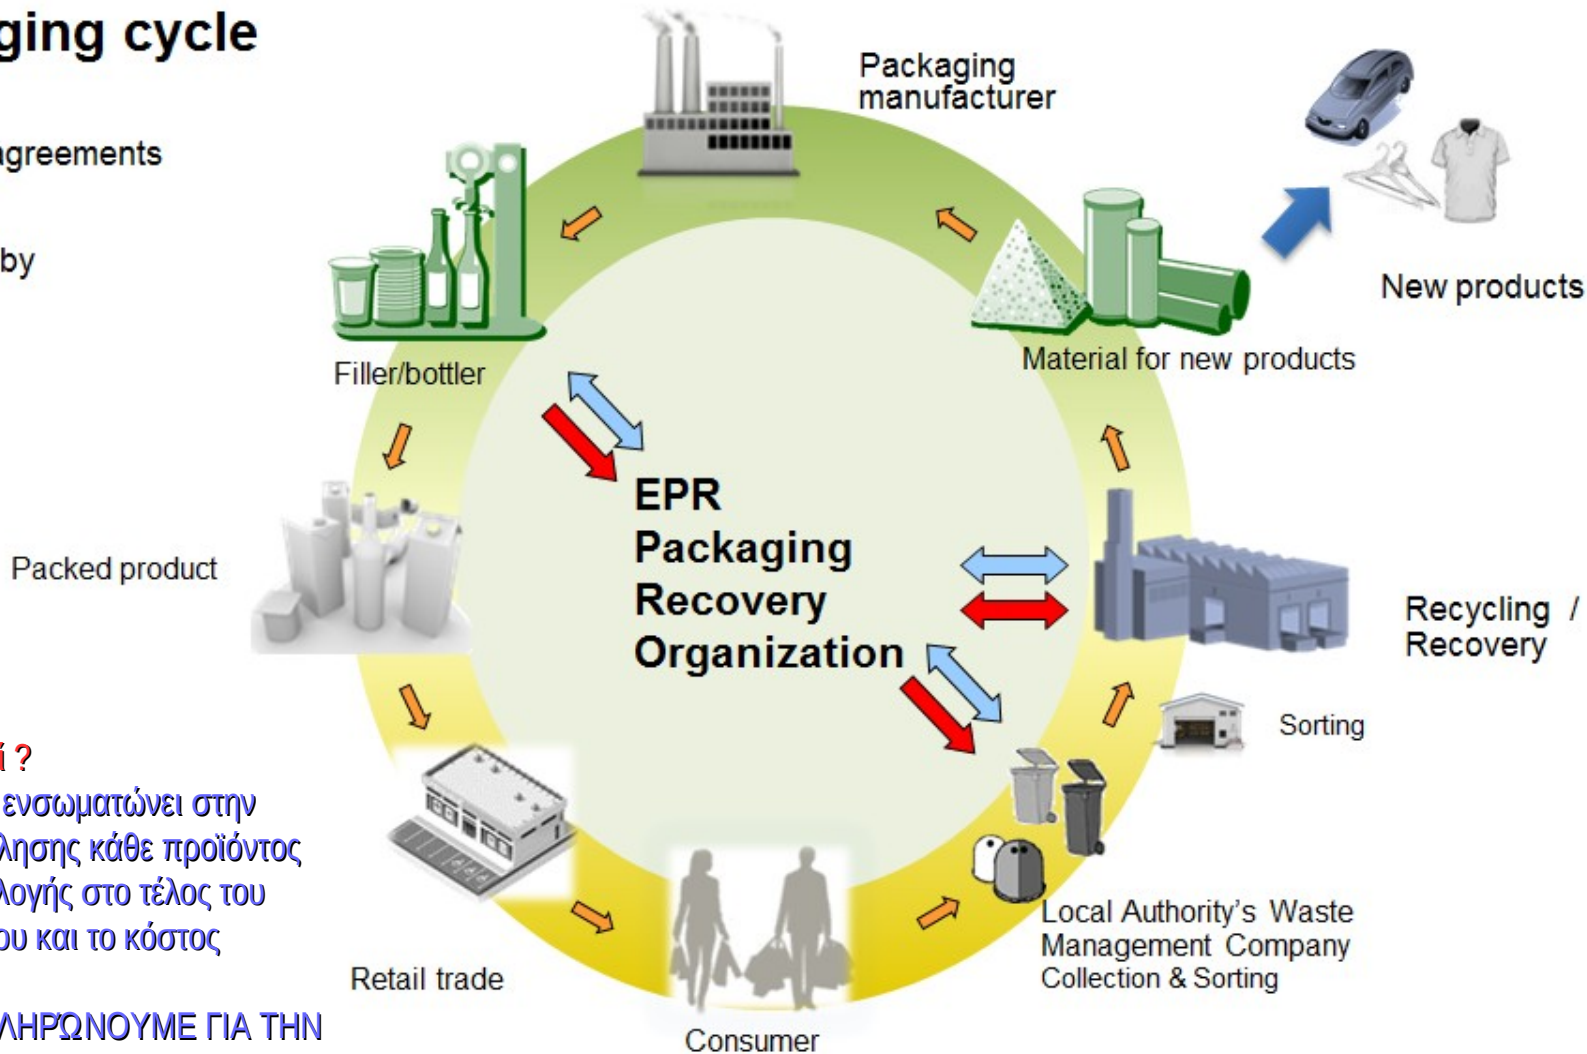 ging cycle
agreements
by
Packaging
manufacturer
New products
Material for new products
Filler/bottler
EPR
Packaging
Recovery
Organization
Packed product
Recycling /
Recovery
Sorting
Local Authority's Waste
Management Company
Collection & Sorting
Retail trade
Consumer
ί ?
ενσωματώνει στην
λησης κάθε προϊόντος
λογής στο τέλος του
ου και το κόστος
ΛΗΡΏΝΟΥΜΕ ΓΙΑ ΤΗΝ